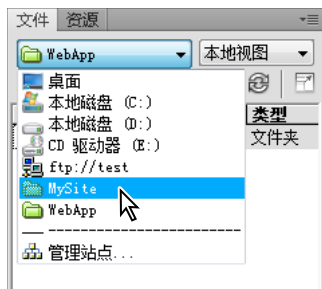 文件 资源
WebApp 本地视图
桌面
本地磁盘 (C:) 类型
本地磁盘 (D:) 文件夹
CD 驱动器 (E:)
ftp://test
MySite
WebApp
管理站点...